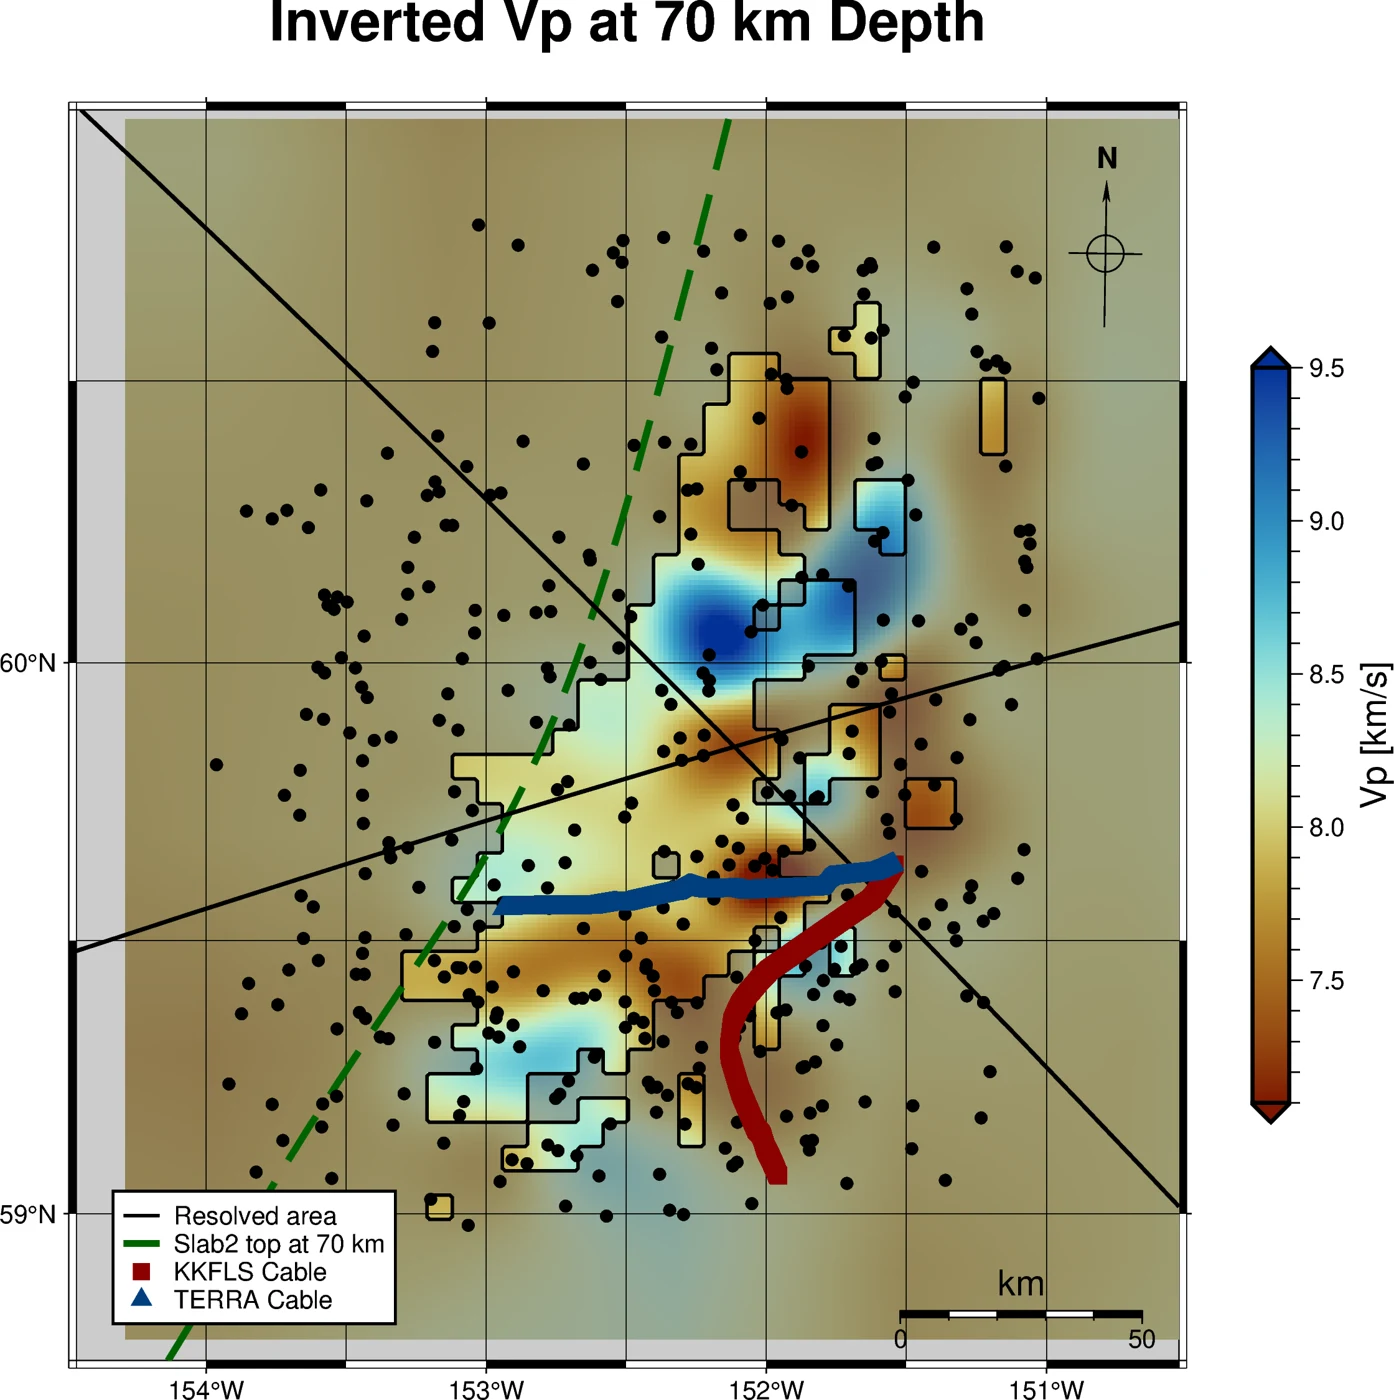 Inverted Vp at 70 km Depth
N
9.5
9.0
8.5
8.0
7.5
Vp [km/s]
60°N
59°N
Resolved area
Slab2 top at 70 km
KKFLS Cable
TERRA Cable
km
0 50
154°W 153°W 152°W 151°W